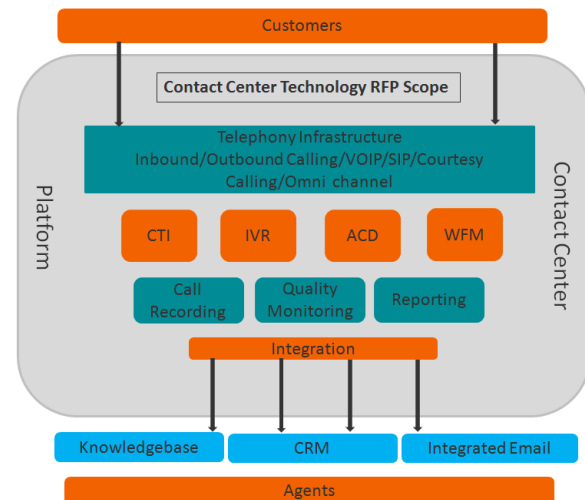 Customers
Contact Center Technology RFP Scope
Telephony Infrastructure
Inbound/Outbound Calling/VOIP/SIP/Courtesy
Calling/Omni channel
Platform
Contact Center
CTI
IVR
ACD
WFM
Call
Recording
Quality
Monitoring
Reporting
Integration
Knowledgebase
CRM
Integrated Email
Agents